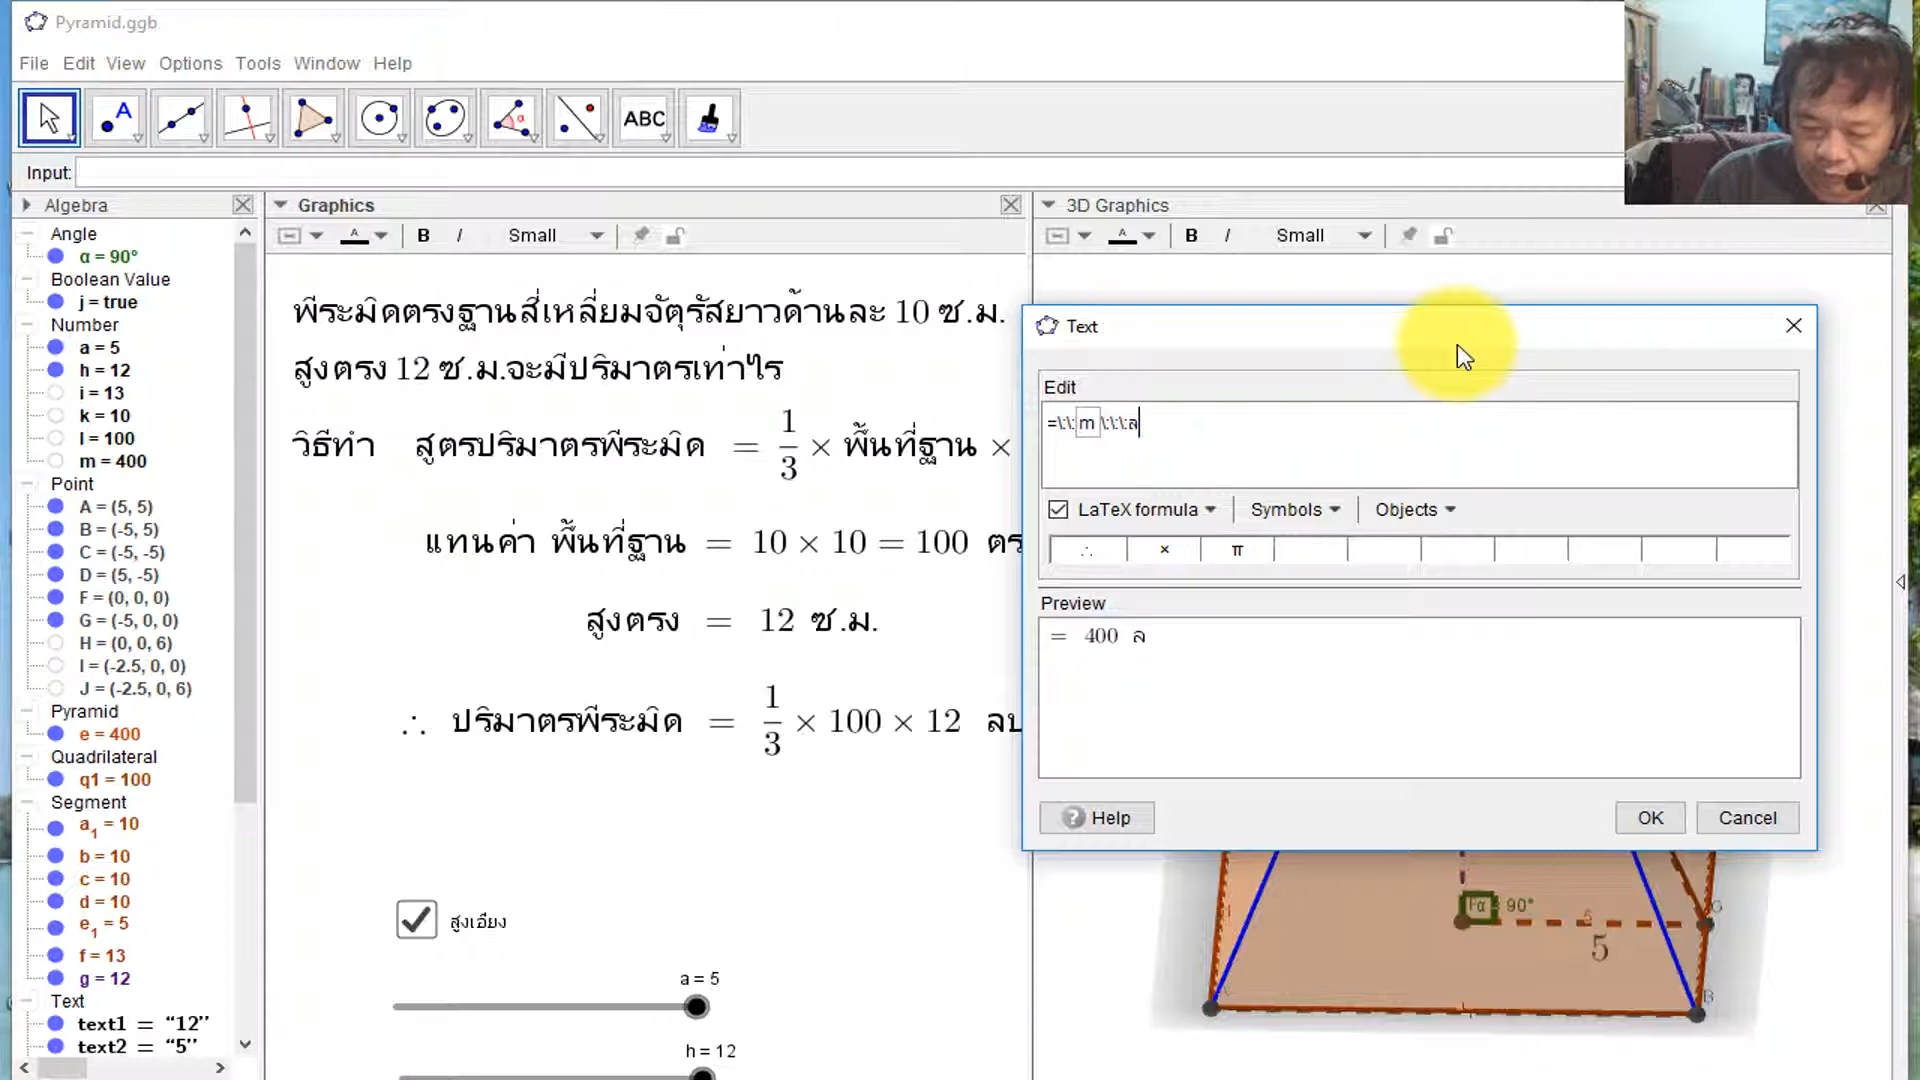 Pyramid.ggb
File Edit View Options Tools Window Help
A α ABC
Input:
Algebra
Graphics
3D Graphics
A B I Small
A B I Small
Angle
α = 90°
Boolean Value
j = true
Number
a = 5
h = 12
i = 13
k = 10
l = 100
m = 400
Point
A = (5, 5)
B = (-5, 5)
C = (-5, -5)
D = (5, -5)
F = (0, 0, 0)
G = (-5, 0, 0)
H = (0, 0, 6)
I = (-2.5, 0, 0)
J = (-2.5, 0, 6)
Pyramid
e = 400
Quadrilateral
q1 = 100
Segment
a₁ = 10
b = 10
c = 10
d = 10
e₁ = 5
f = 13
g = 12
Text
text1 = “12”
text2 = “5”
พีระมิดตรงฐานสี่เหลี่ยมจัตุรัสยาวด้านละ 10 ซ.ม.
สูงตรง 12 ซ.ม.จะมีปริมาตรเท่าไร
วิธีทำ สูตรปริมาตรพีระมิด = 1/3 × พื้นที่ฐาน ×
แทนค่า พื้นที่ฐาน = 10 × 10 = 100 ตร
สูงตรง = 12 ซ.ม.
∴ ปริมาตรพีระมิด = 1/3 × 100 × 12 ลบ
สูงเอียง
a = 5
h = 12
Text
Edit
=\:\: m \:\:\:ล
LaTeX formula Symbols Objects
∴ × π
Preview
= 400 ล
Help OK Cancel
α 90°
5
G
5
B